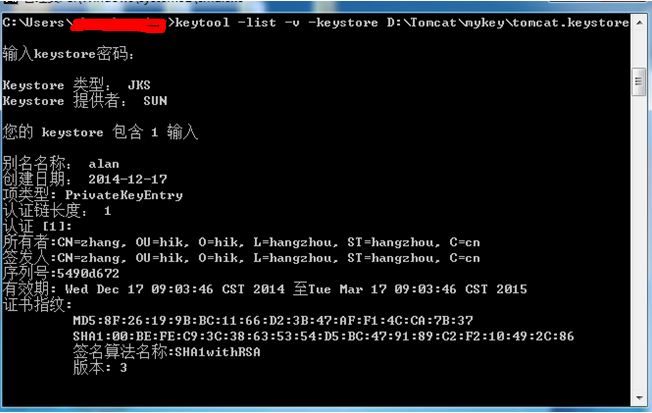 C:\Users\ >keytool -list -v -keystore D:\Tomcat\mykey\tomcat.keystore
输入keystore密码：
Keystore 类型： JKS
Keystore 提供者： SUN
您的 keystore 包含 1 输入
别名名称： alan
创建日期： 2014-12-17
项类型: PrivateKeyEntry
认证链长度： 1
认证 [1]:
所有者:CN=zhang, OU=hik, O=hik, L=hangzhou, ST=hangzhou, C=cn
签发人:CN=zhang, OU=hik, O=hik, L=hangzhou, ST=hangzhou, C=cn
序列号:5490d672
有效期: Wed Dec 17 09:03:46 CST 2014 至Tue Mar 17 09:03:46 CST 2015
证书指纹:
MD5:8F:26:19:9B:BC:11:66:D2:3B:47:AF:F1:4C:CA:7B:37
SHA1:00:BE:FE:C9:3C:38:63:53:54:D5:BC:47:91:89:C2:F2:10:49:2C:86
签名算法名称:SHA1withRSA
版本: 3